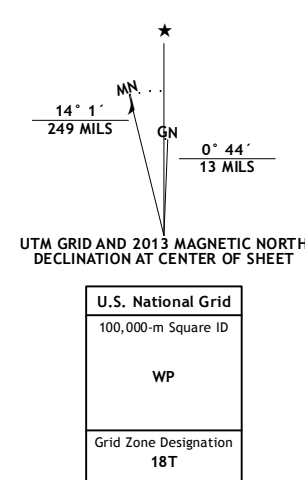 ★
MN
14° 1´
249 MILS
GN
0° 44´
13 MILS
UTM GRID AND 2013 MAGNETIC NORTH
DECLINATION AT CENTER OF SHEET
U.S. National Grid
100,000-m Square ID
WP
Grid Zone Designation
18T